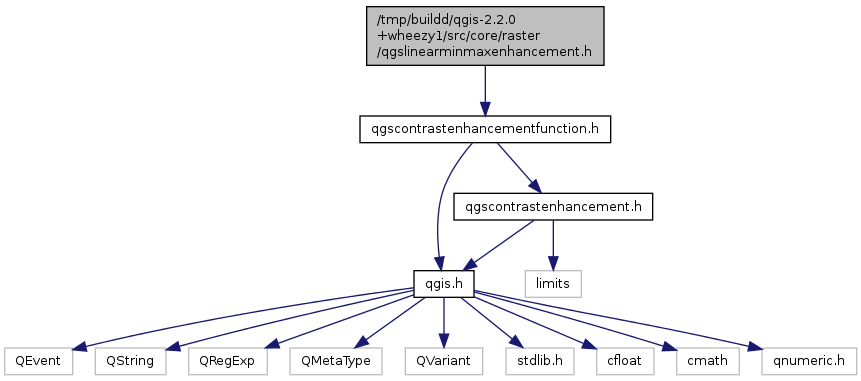 /tmp/buildd/qgis-2.2.0
+wheezy1/src/core/raster
/qgslinearminmaxenhancement.h
qgscontrastenhancementfunction.h
qgscontrastenhancement.h
qgis.h
limits
QEvent
QString
QRegExp
QMetaType
QVariant
stdlib.h
cfloat
cmath
qnumeric.h